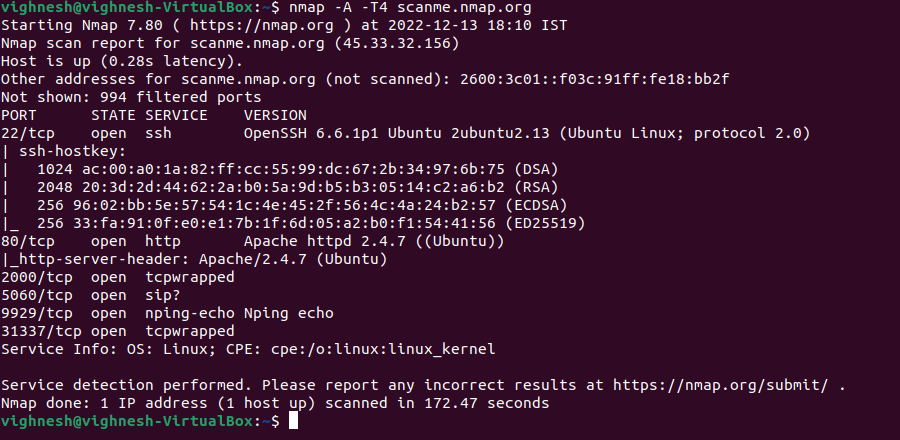 vighnesh@vighnesh-VirtualBox:~$ nmap -A -T4 scanme.nmap.org
Starting Nmap 7.80 ( https://nmap.org ) at 2022-12-13 18:10 IST
Nmap scan report for scanme.nmap.org (45.33.32.156)
Host is up (0.28s latency).
Other addresses for scanme.nmap.org (not scanned): 2600:3c01::f03c:91ff:fe18:bb2f
Not shown: 994 filtered ports
PORT      STATE SERVICE    VERSION
22/tcp    open  ssh        OpenSSH 6.6.1p1 Ubuntu 2ubuntu2.13 (Ubuntu Linux; protocol 2.0)
| ssh-hostkey:
|   1024 ac:00:a0:1a:82:ff:cc:55:99:dc:67:2b:34:97:6b:75 (DSA)
|   2048 20:3d:2d:44:62:2a:b0:5a:9d:b5:b3:05:14:c2:a6:b2 (RSA)
|   256 96:02:bb:5e:57:54:1c:4e:45:2f:56:4c:4a:24:b2:57 (ECDSA)
|_  256 33:fa:91:0f:e0:e1:7b:1f:6d:05:a2:b0:f1:54:41:56 (ED25519)
80/tcp    open  http       Apache httpd 2.4.7 ((Ubuntu))
|_http-server-header: Apache/2.4.7 (Ubuntu)
2000/tcp  open  tcpwrapped
5060/tcp  open  sip?
9929/tcp  open  nping-echo Nping echo
31337/tcp open  tcpwrapped
Service Info: OS: Linux; CPE: cpe:/o:linux:linux_kernel

Service detection performed. Please report any incorrect results at https://nmap.org/submit/ .
Nmap done: 1 IP address (1 host up) scanned in 172.47 seconds
vighnesh@vighnesh-VirtualBox:~$